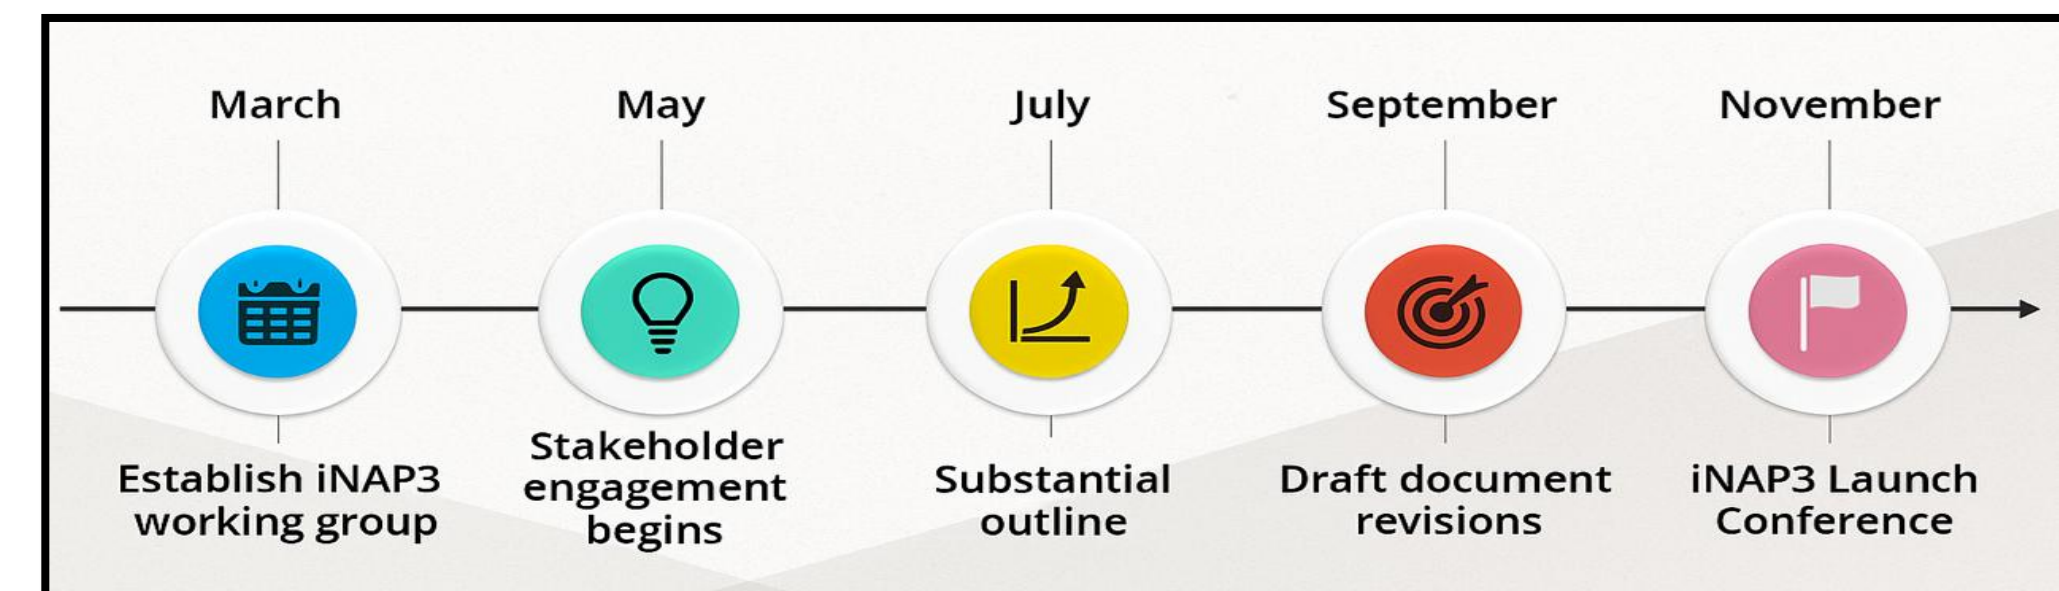 March
May
July
September
November
Establish iNAP3
working group
Stakeholder
engagement
begins
Substantial
outline
Draft document
revisions
iNAP3 Launch
Conference